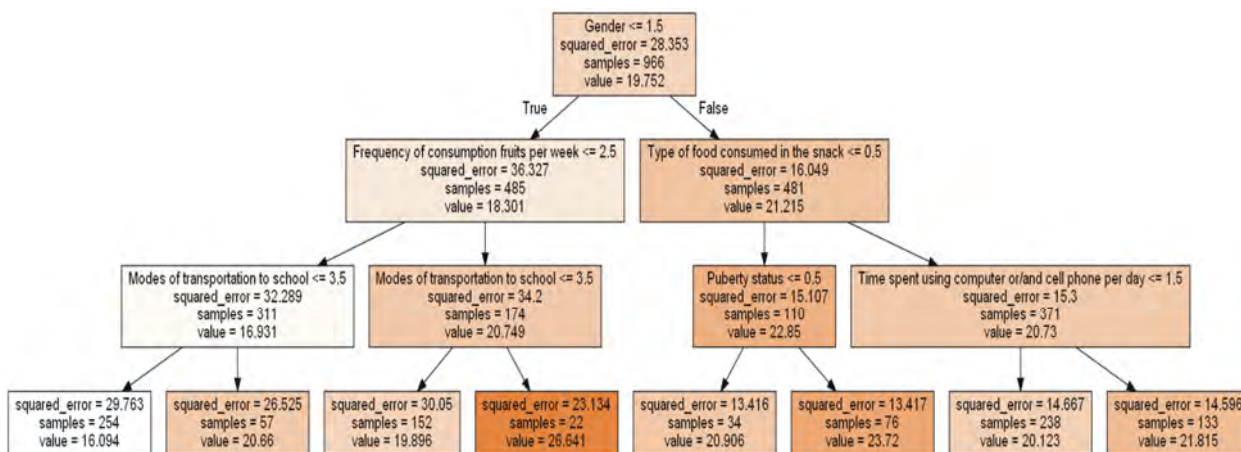 Gender <= 1.5
squared_error = 28.353
samples = 966
value = 19.752
True
False
Frequency of consumption fruits per week <= 2.5
squared_error = 36.327
samples = 485
value = 18.301
Type of food consumed in the snack <= 0.5
squared_error = 16.049
samples = 481
value = 21.215
Modes of transportation to school <= 3.5
squared_error = 32.289
samples = 311
value = 16.931
Modes of transportation to school <= 3.5
squared_error = 34.2
samples = 174
value = 20.749
Puberty status <= 0.5
squared_error = 15.107
samples = 110
value = 22.85
Time spent using computer or/and cell phone per day <= 1.5
squared_error = 15.3
samples = 371
value = 20.73
squared_error = 29.763
samples = 254
value = 16.094
squared_error = 26.525
samples = 57
value = 20.66
squared_error = 30.05
samples = 152
value = 19.896
squared_error = 23.134
samples = 22
value = 26.641
squared_error = 13.416
samples = 34
value = 20.906
squared_error = 13.417
samples = 76
value = 23.72
squared_error = 14.667
samples = 238
value = 20.123
squared_error = 14.596
samples = 133
value = 21.815